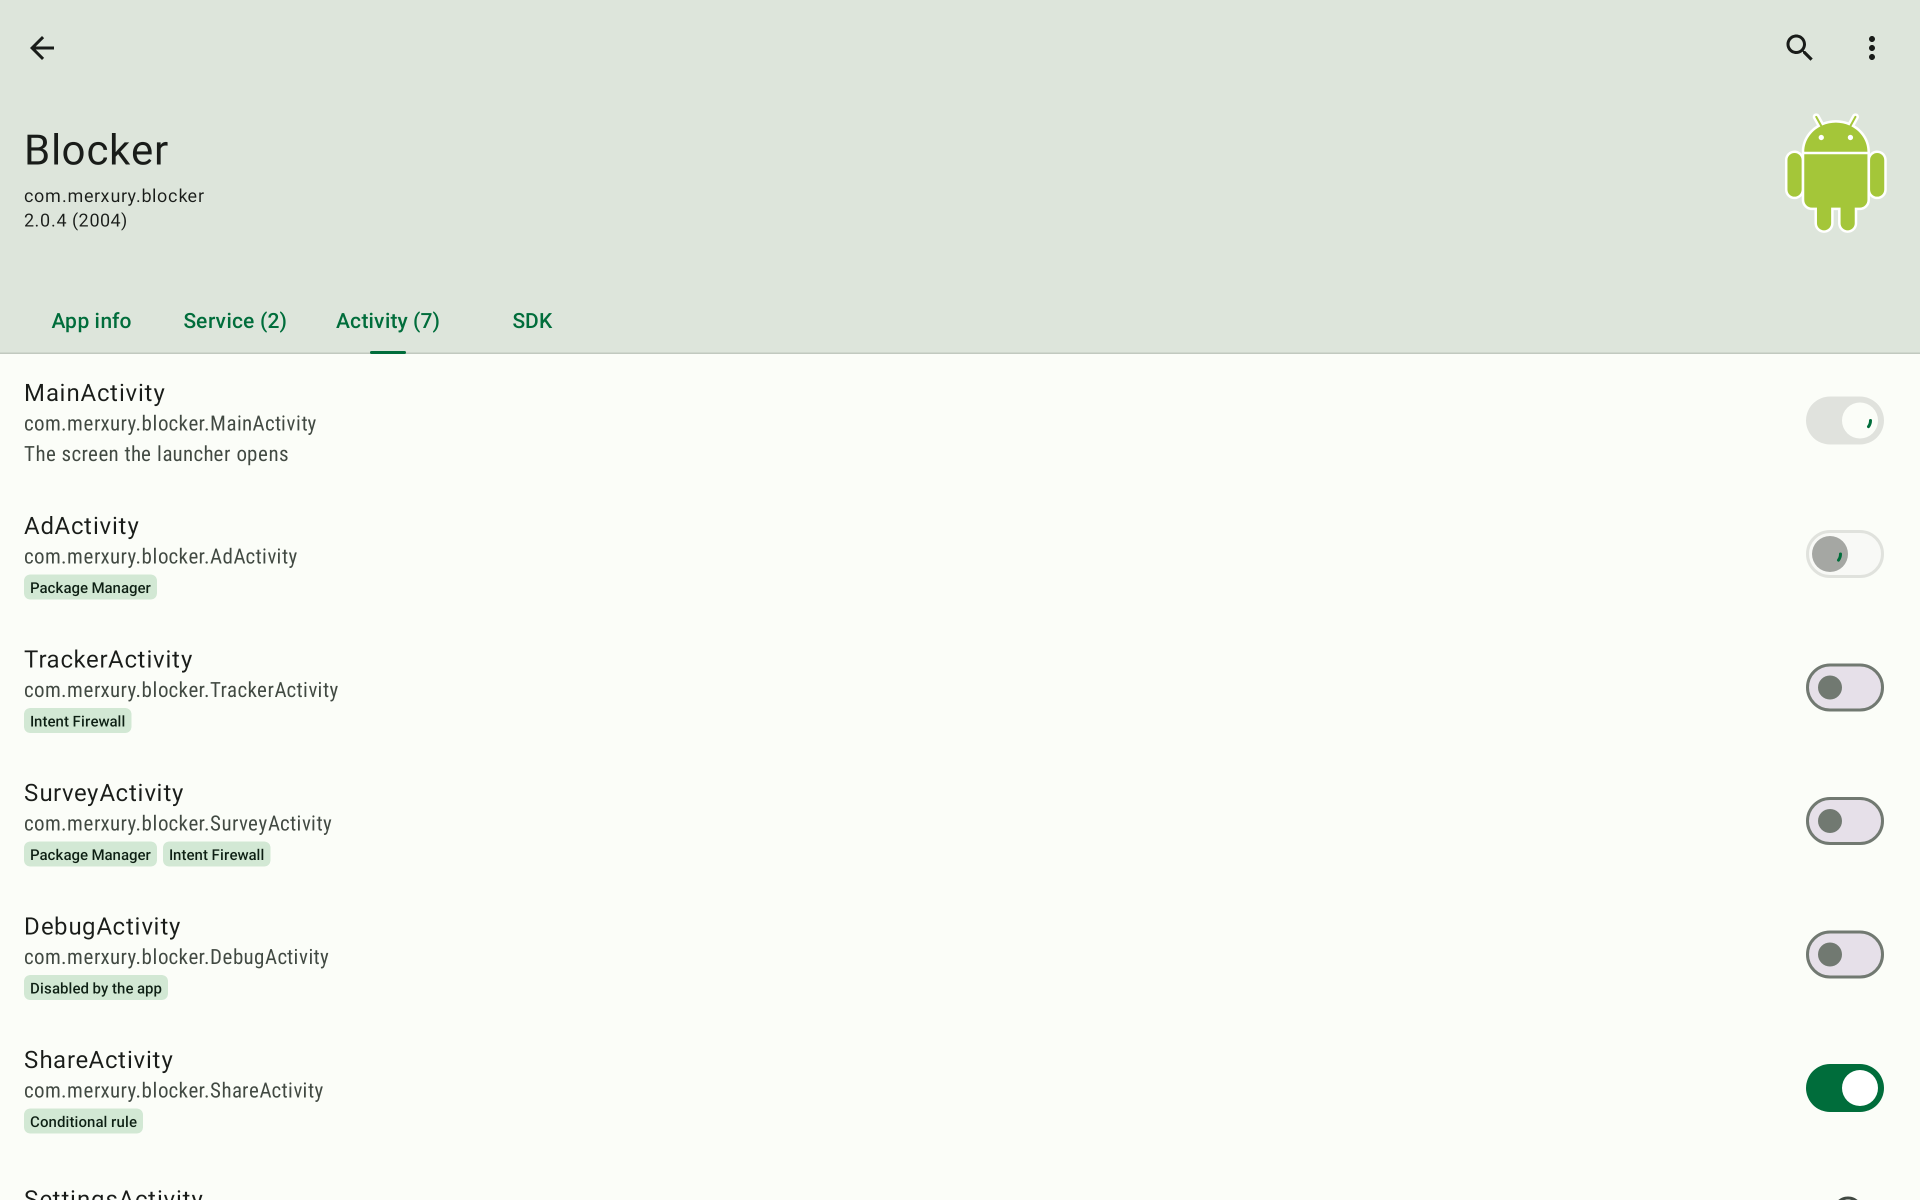 Blocker
com.merxury.blocker
2.0.4 (2004)
App info
Service (2)
Activity (7)
SDK
MainActivity
com.merxury.blocker.MainActivity
The screen the launcher opens
AdActivity
com.merxury.blocker.AdActivity
Package Manager
TrackerActivity
com.merxury.blocker.TrackerActivity
Intent Firewall
SurveyActivity
com.merxury.blocker.SurveyActivity
Package Manager Intent Firewall
DebugActivity
com.merxury.blocker.DebugActivity
Disabled by the app
ShareActivity
com.merxury.blocker.ShareActivity
Conditional rule
SettingsActivity